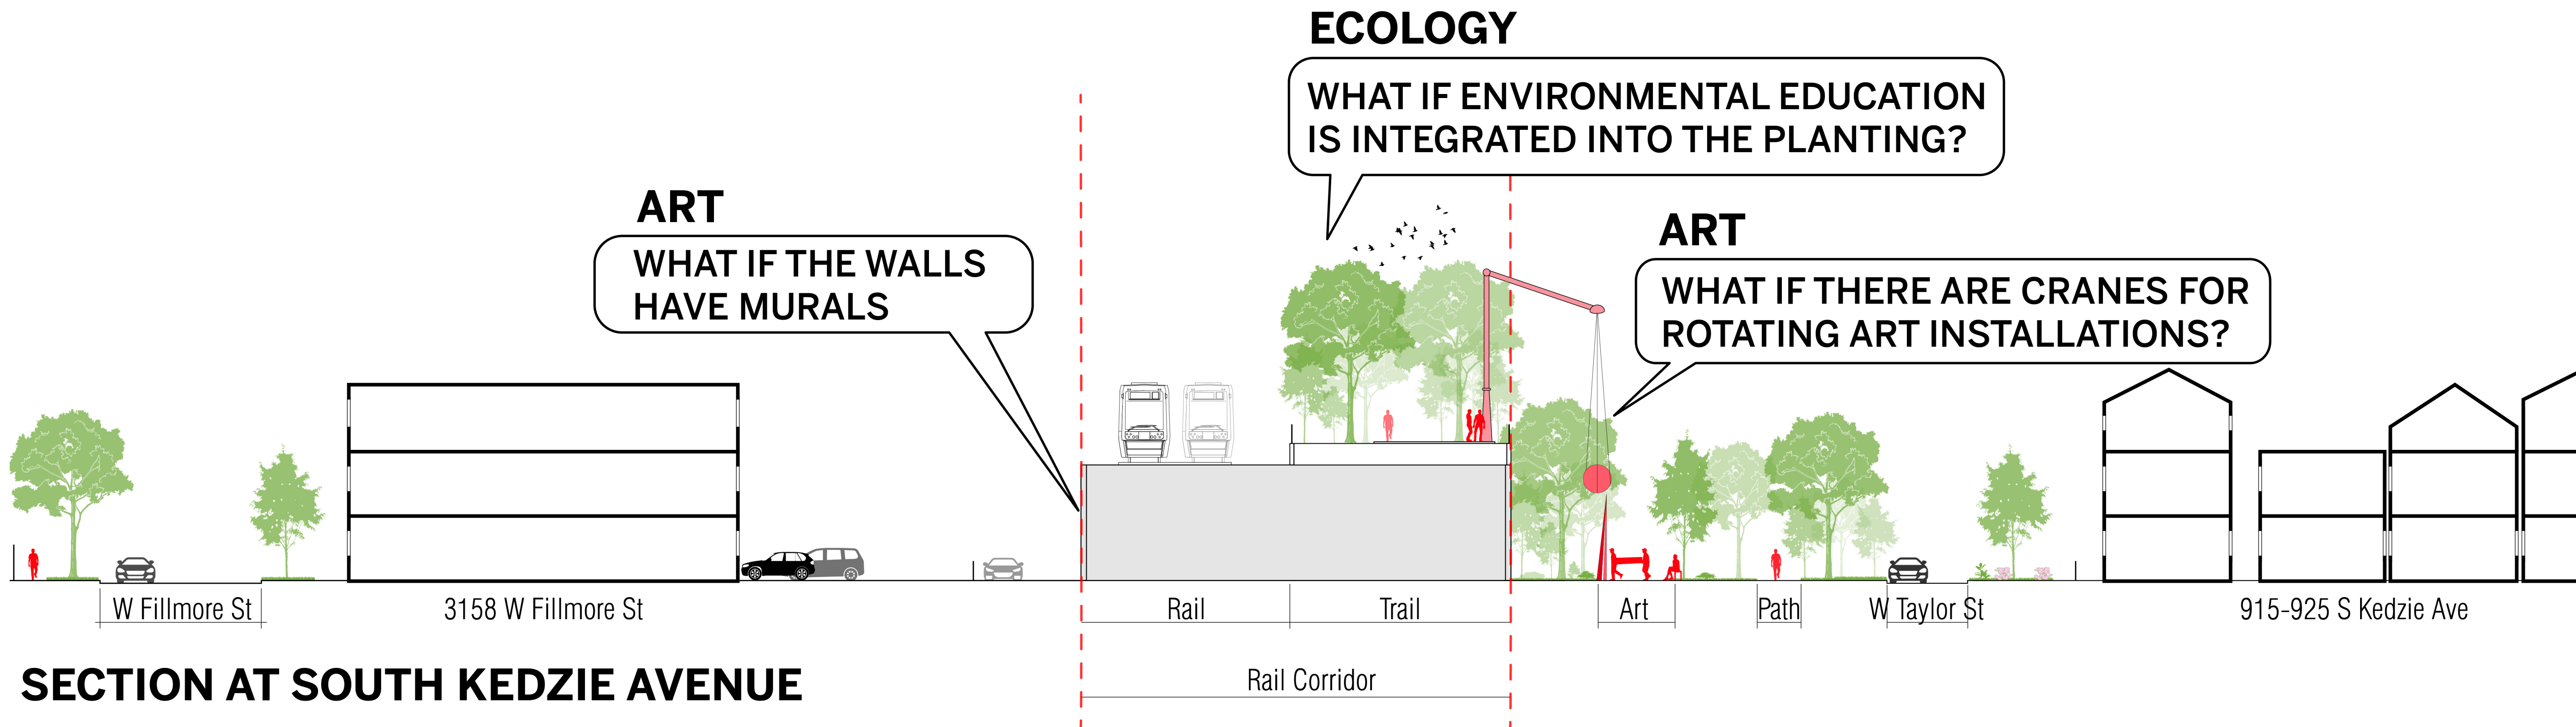 ECOLOGY
WHAT IF ENVIRONMENTAL EDUCATION
IS INTEGRATED INTO THE PLANTING?
ART
WHAT IF THE WALLS
HAVE MURALS
ART
WHAT IF THERE ARE CRANES FOR
ROTATING ART INSTALLATIONS?
W Fillmore St
3158 W Fillmore St
Rail
Trail
Art
Path
W Taylor St
915-925 S Kedzie Ave
SECTION AT SOUTH KEDZIE AVENUE
Rail Corridor